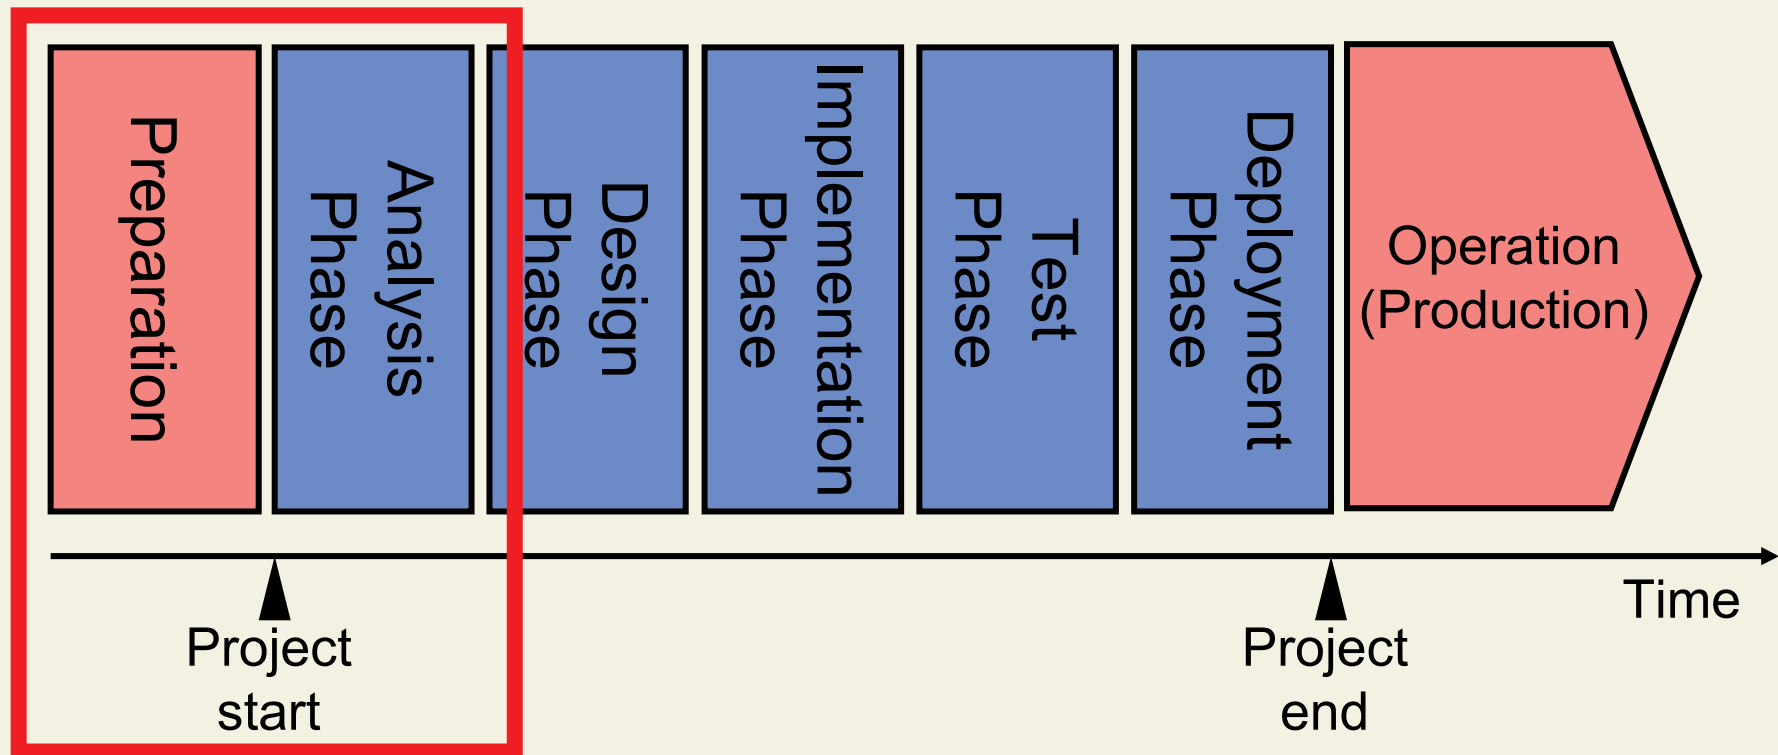 Preparation
Analysis
Phase
Design
Phase
Implementation
Phase
Test
Phase
Deployment
Phase
Operation
(Production)
Time
Project
start
Project
end